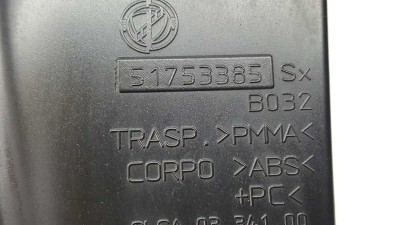 51753385 Sx
B032
TRASP. >PMMA<
CORPO >ABS<
+PC<